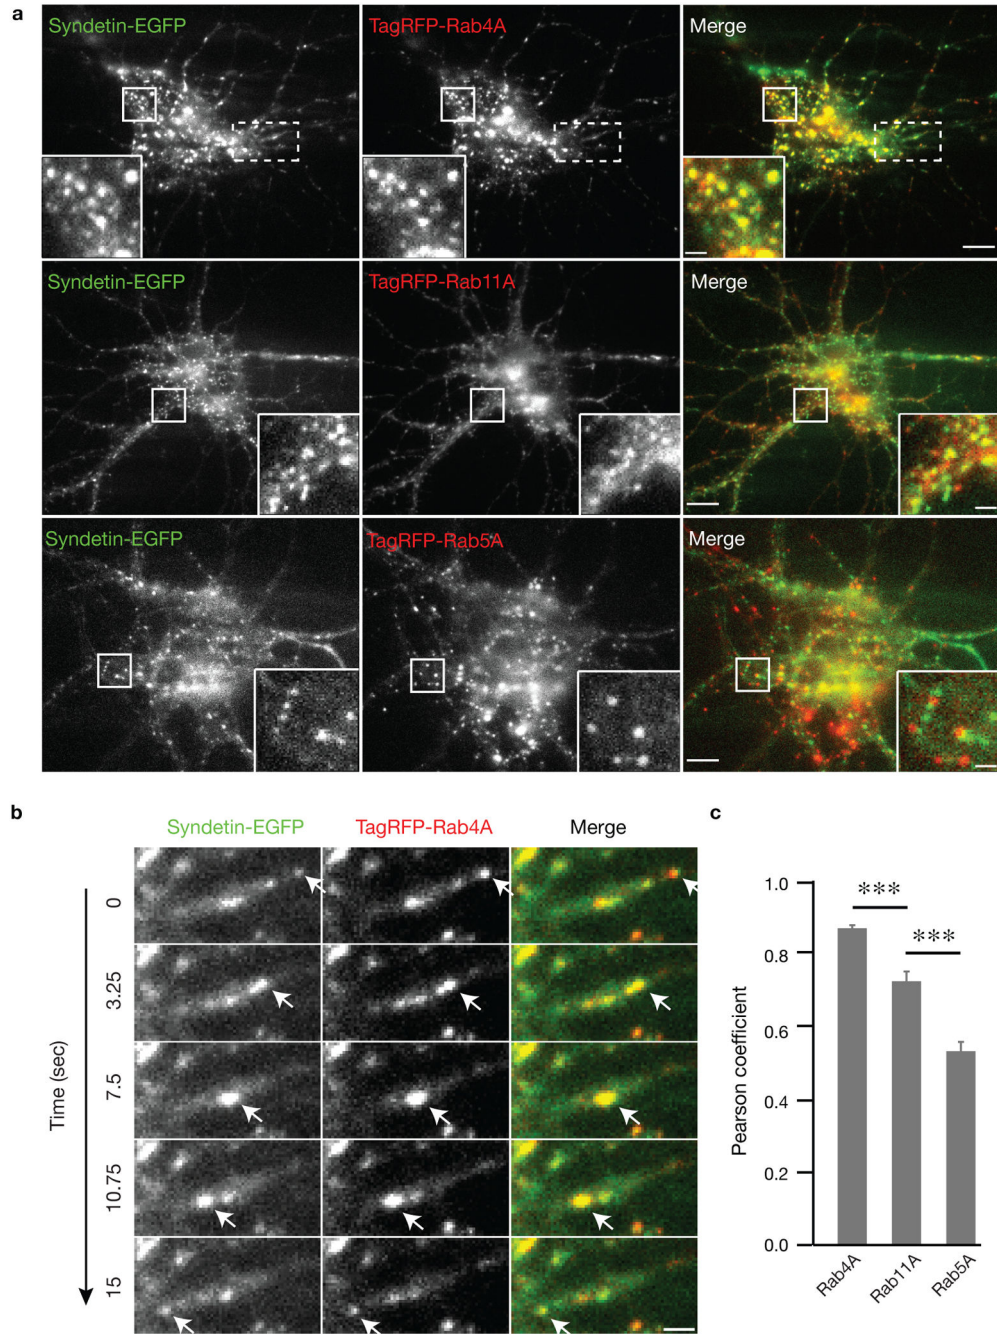 a
Syndetin-EGFP TagRFP-Rab4A Merge
Syndetin-EGFP TagRFP-Rab11A Merge
Syndetin-EGFP TagRFP-Rab5A Merge
b
Syndetin-EGFP TagRFP-Rab4A Merge
Time (sec)
0
3.25
7.5
10.75
15
c
Pearson coefficient
1.0
0.8
0.6
0.4
0.2
0.0
***
***
Rab4A
Rab11A
Rab5A